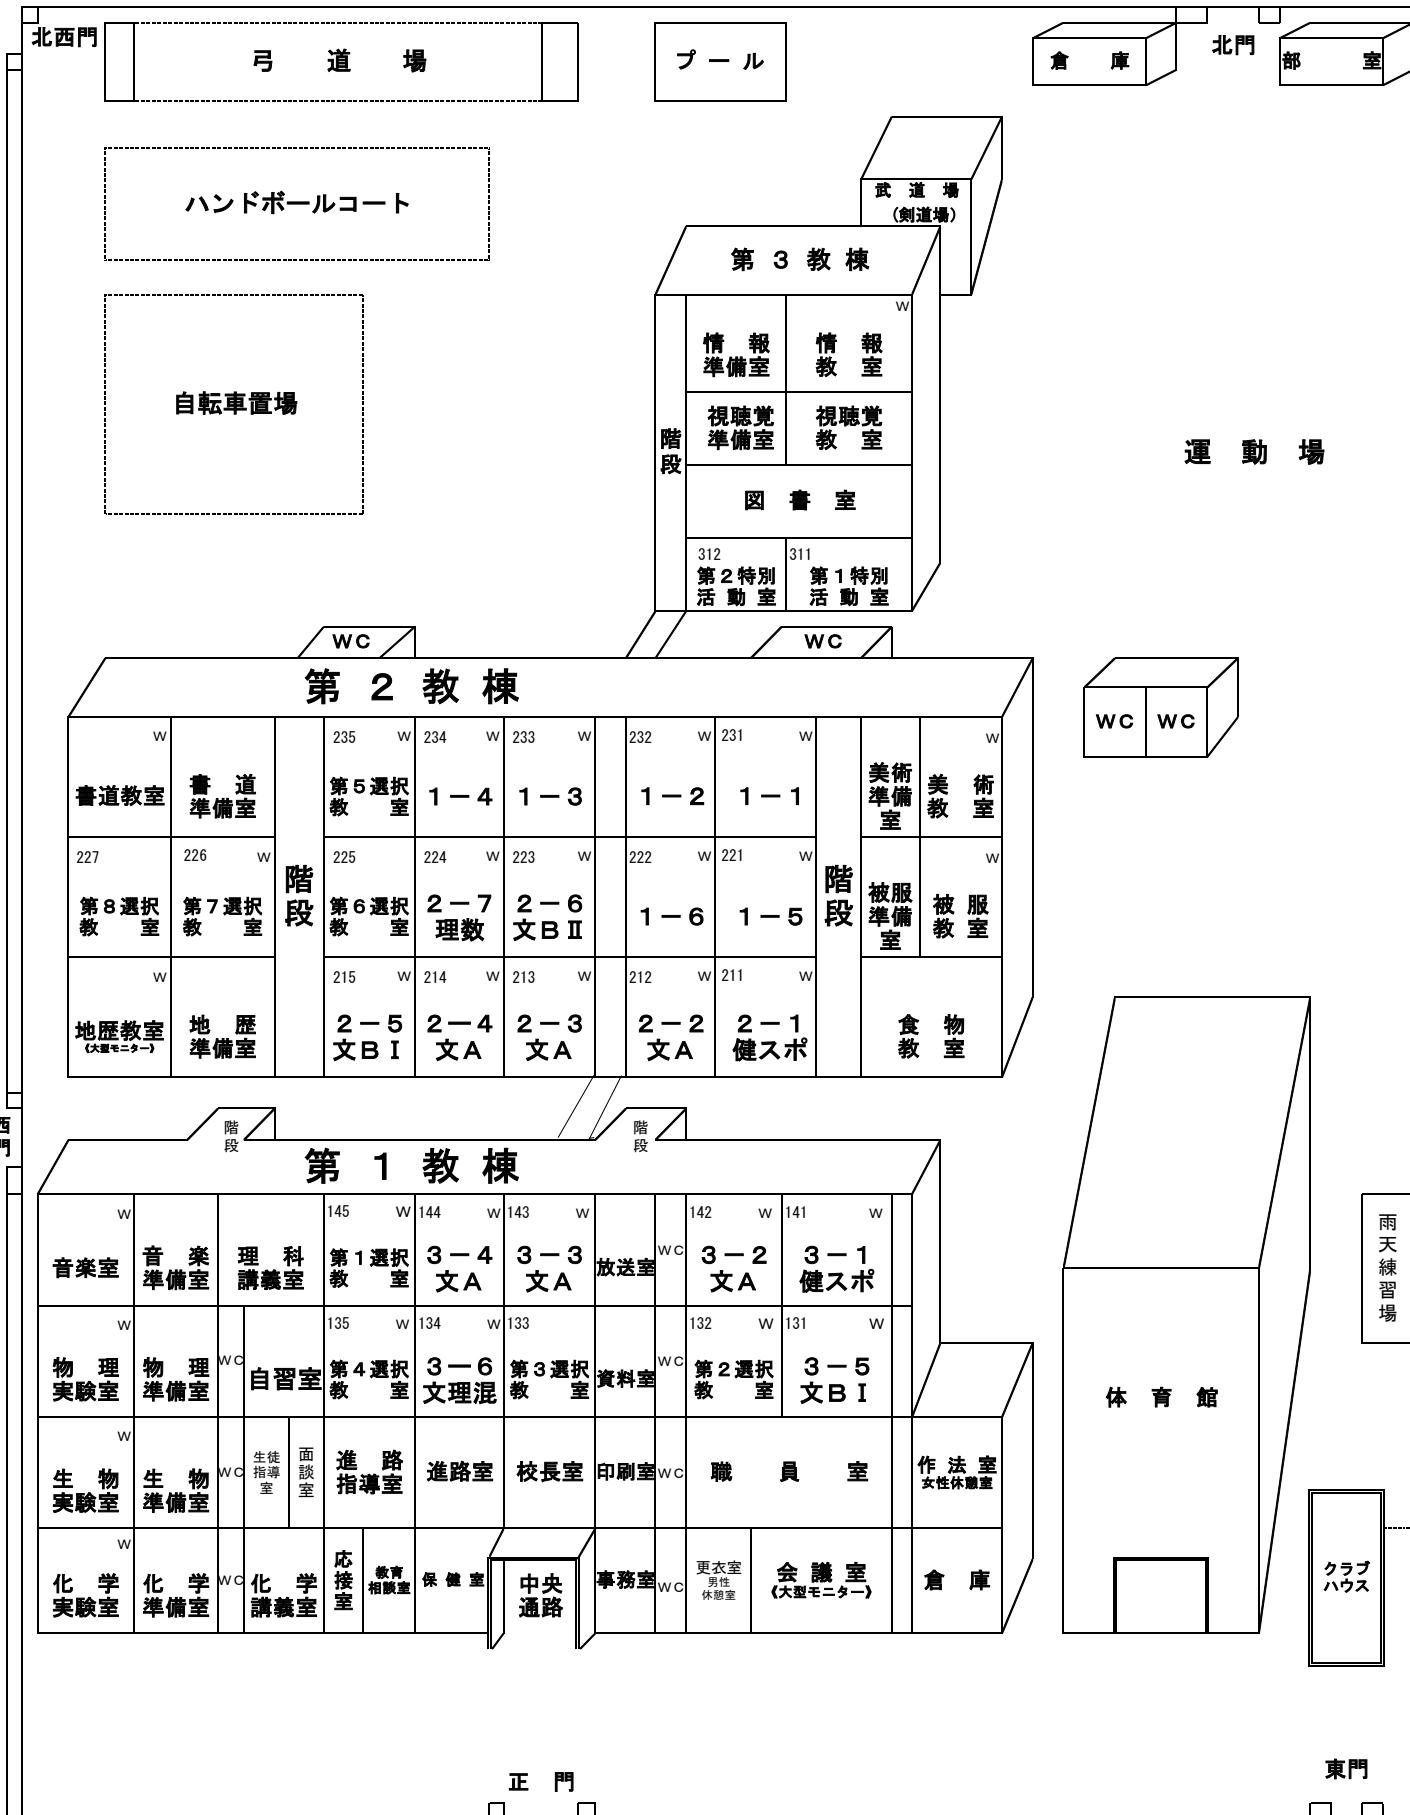 北西門
弓　道　場
プール
倉　庫
北門
部　室
武　道　場
（剣道場）
ハンドボールコート
第 3 教 棟
W
情　報
準備室
情　報
教　室
自転車置場
視聴覚
準備室
視聴覚
教　室
階
段
運　動　場
図　書　室
312
第２特別
活 動 室
311
第１特別
活 動 室
WC
WC
第 2 教 棟
WC
WC
W
書道教室
書　道
準備室
235 W
第５選択
教　室
234 W
１－４
233 W
１－３
232 W
１－２
231 W
１－１
美術
準備
室
W
美　術
教　室
227
第８選択
教　室
226 W
第７選択
教　室
階
段
225
第６選択
教　室
224 W
２－７
理数
223 W
２－６
文ＢⅡ
222 W
１－６
221 W
１－５
階
段
被服
準備
室
W
被　服
教　室
W
地歴教室
《大型モニター》
地　歴
準備室
215 W
２－５
文ＢⅠ
214 W
２－４
文Ａ
213 W
２－３
文Ａ
212 W
２－２
文Ａ
211 W
２－１
健スポ
食　物
教　室
西
門
階
段
階
段
第 1 教 棟
W
音楽室
音　楽
準備室
理　科
講義室
145 W
第１選択
教　室
144 W
３－４
文Ａ
143 W
３－３
文Ａ
放送室
WC
142 W
３－２
文Ａ
141 W
３－１
健スポ
雨
天
練
習
場
W
物　理
実験室
物　理
準備室
WC
自習室
135 W
第４選択
教　室
134 W
３－６
文理混
133
第３選択
教　室
資料室
WC
132 W
第２選択
教　室
131 W
３－５
文ＢⅠ
体　育　館
W
生　物
実験室
生　物
準備室
WC
生徒
指導
室
面
談
室
進　路
指導室
進路室
校長室
印刷室
WC
職　員　室
作 法 室
女性休憩室
W
化　学
実験室
化　学
準備室
WC
化　学
講義室
応
接
室
教育
相談室
保 健 室
中央
通路
事務室
WC
更衣室
男性
休憩室
会 議 室
《大型モニター》
倉　庫
クラブ
ハウス
正　門
東門